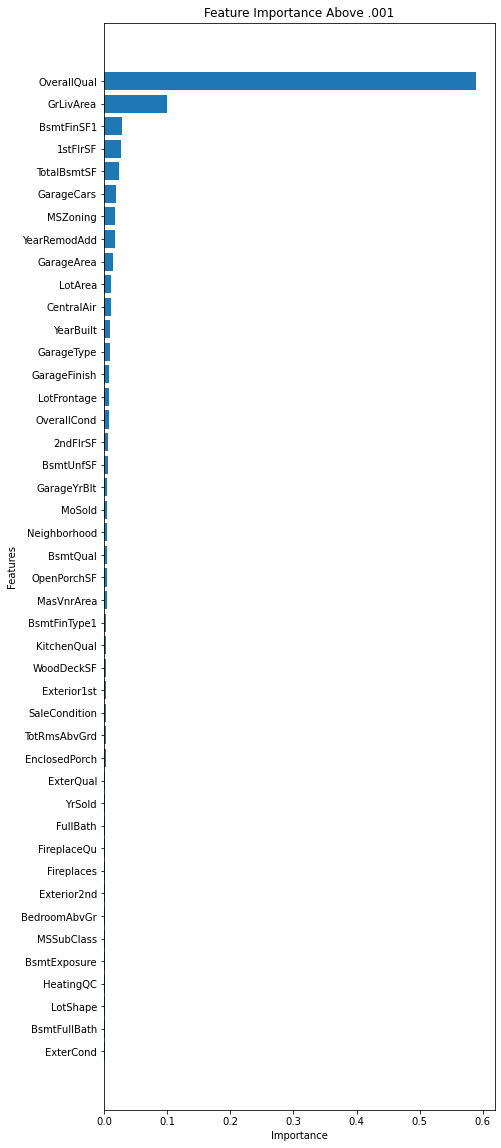 Feature Importance Above .001
OverallQual
GrLivArea
BsmtFinSF1
1stFlrSF
TotalBsmtSF
GarageCars
MSZoning
YearRemodAdd
GarageArea
LotArea
CentralAir
YearBuilt
GarageType
GarageFinish
LotFrontage
OverallCond
2ndFlrSF
BsmtUnfSF
GarageYrBlt
MoSold
Neighborhood
BsmtQual
OpenPorchSF
MasVnrArea
BsmtFinType1
KitchenQual
WoodDeckSF
Exterior1st
SaleCondition
TotRmsAbvGrd
EnclosedPorch
ExterQual
YrSold
FullBath
FireplaceQu
Fireplaces
Exterior2nd
BedroomAbvGr
MSSubClass
BsmtExposure
HeatingQC
LotShape
BsmtFullBath
ExterCond
Features
0.0 0.1 0.2 0.3 0.4 0.5 0.6
Importance